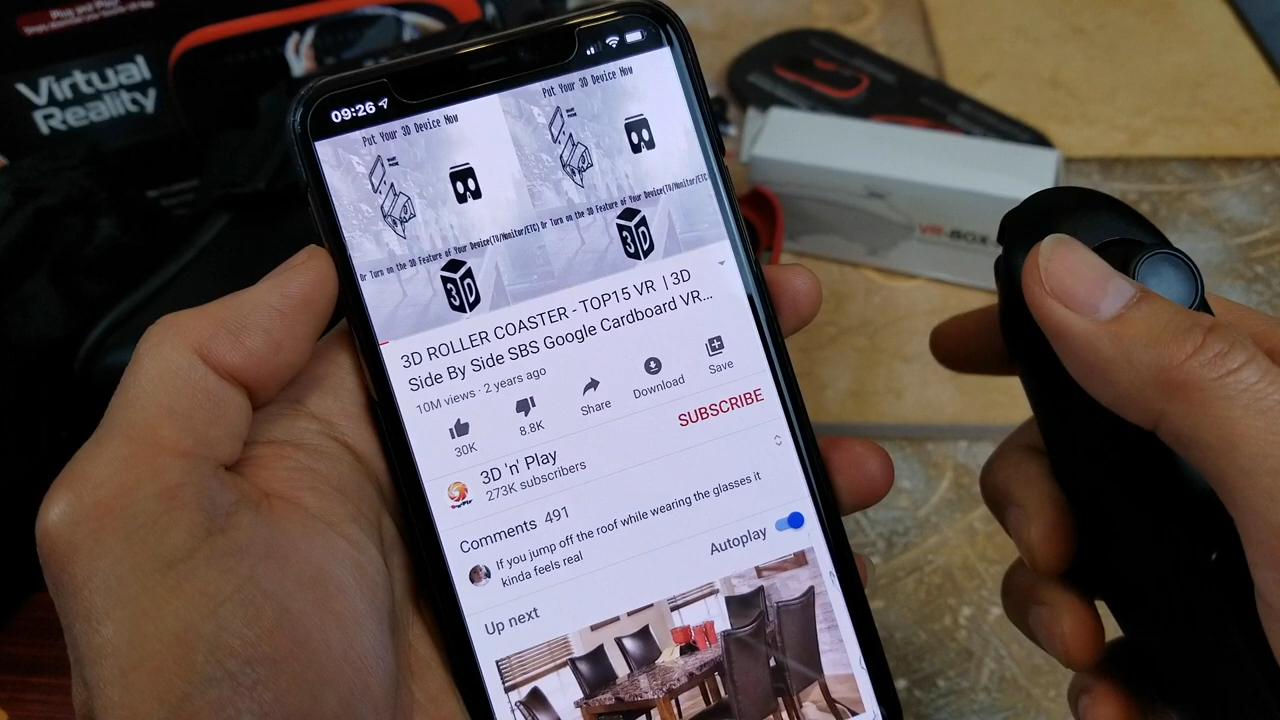 Plug and Play
Virtual
Reality
09:26
Put Your 3D Device Now
Put Your 3D Device Now
Or Turn on the 3D Feature of Your Device(TV/Monitor/ETC)
Or Turn on the 3D Feature of Your Device(TV/Monitor/ETC
3D
3D
3D ROLLER COASTER - TOP15 VR | 3D
Side By Side SBS Google Cardboard VR...
10M views · 2 years ago
30K
8.8K
Share
Download
Save
3D 'n' Play
273K subscribers
SUBSCRIBE
Comments 491
If you jump off the roof while wearing the glasses it
kinda feels real
Up next
Autoplay
VR-BOX